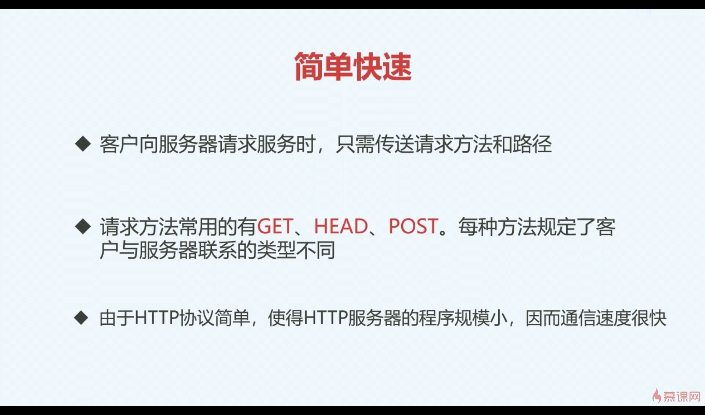 简单快速
◆ 客户向服务器请求服务时，只需传送请求方法和路径
◆ 请求方法常用的有GET、HEAD、POST。每种方法规定了客
户与服务器联系的类型不同
◆ 由于HTTP协议简单，使得HTTP服务器的程序规模小，因而通信速度很快
慕课网